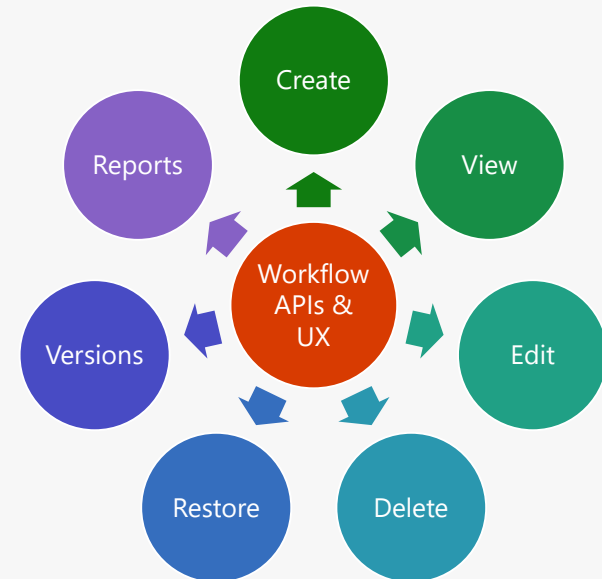 Create
View
Edit
Delete
Restore
Versions
Reports
Workflow
APIs &
UX